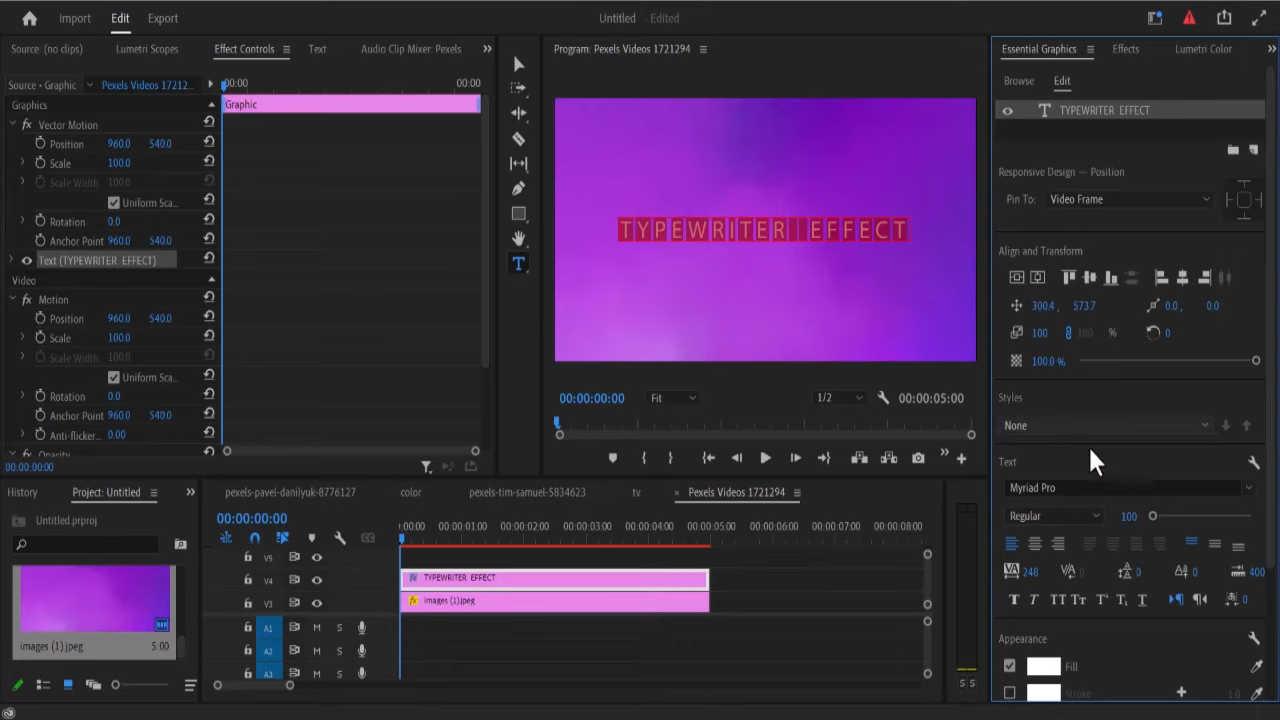 Import Edit Export Untitled - Edited
Source: (no clips) Lumetri Scopes Effect Controls Text Audio Clip Mixer: Pexels
Source • Graphic Pexels Videos 17212...
Graphics
Vector Motion
Position 960.0 540.0
Scale 100.0
Scale Width 100.0
Uniform Sca...
Rotation 0.0
Anchor Point 960.0 540.0
Text (TYPEWRITER EFFECT)
Video
Motion
Position 960.0 540.0
Scale 100.0
Scale Width 100.0
Uniform Sca...
Rotation 0.0
Anchor Point 960.0 540.0
Anti-flicker... 0.00
Opacity
00:00:00:00
:00:00 00:00
Graphic
Program: Pexels Videos 1721294
TYPEWRITER EFFECT
00:00:00:00 Fit 1/2 00:00:05:00
Essential Graphics Effects Lumetri Color
Browse Edit
TYPEWRITER EFFECT
Responsive Design — Position
Pin To: Video Frame
Align and Transform
300.4 , 573.7 0.0 , 0.0
100 100 % 0
100.0 %
Styles
None
Text
Myriad Pro
Regular 100
248 0 0 0 400
T T TT Tr T T T 0
Appearance
Fill
Stroke 1.0
History Project: Untitled
Untitled.prproj
images (1).jpeg 5:00
pexels-pavel-danilyuk-8776127 color pexels-tim-samuel-5834623 tv Pexels Videos 1721294
00:00:00:00
:00:00 00:00:01:00 00:00:02:00 00:00:03:00 00:00:04:00 00:00:05:00 00:00:06:00 00:00:07:00 00:00:08:00
V5
V4 TYPEWRITER EFFECT
V3 fx images (1).jpeg
A1 M S
A2 M S
A3 M S
S S